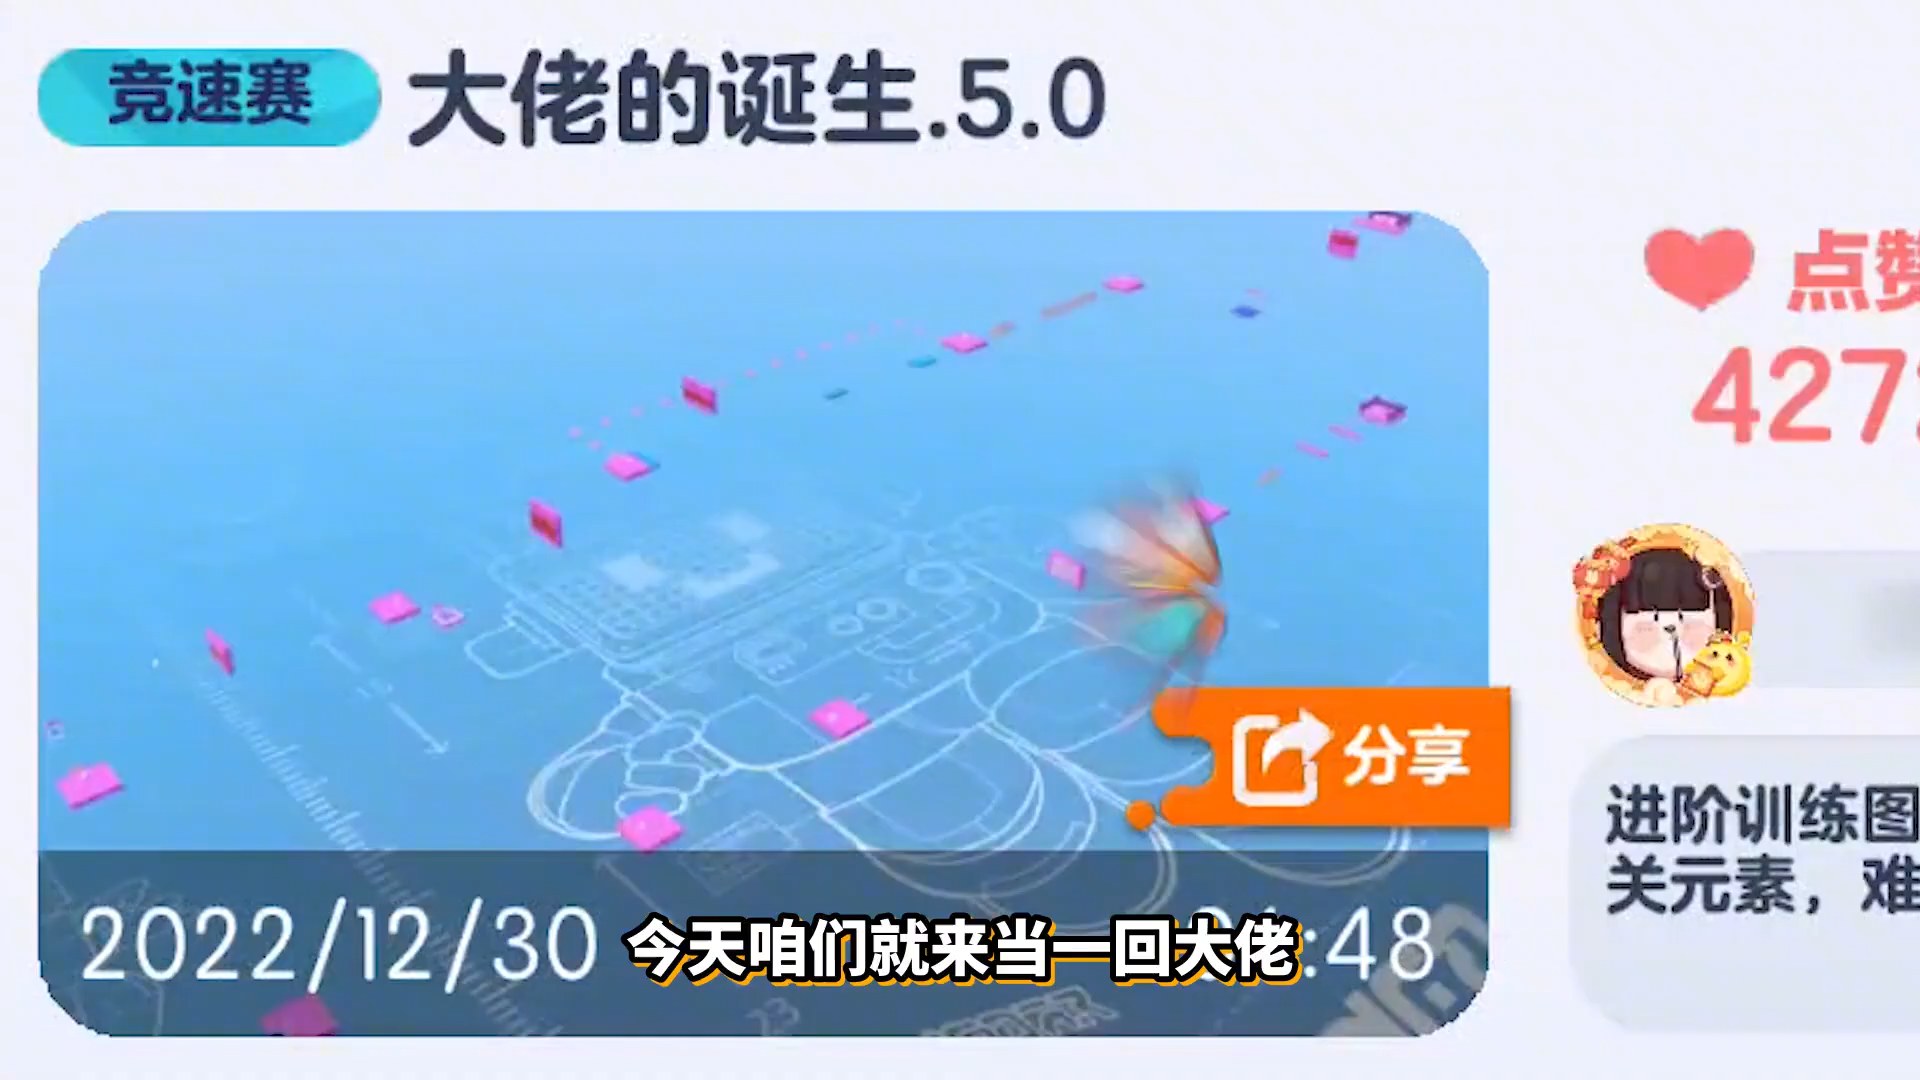 竞速赛
大佬的诞生.5.0
点赞
427
分享
进阶训练图
关元素，难
2022/12/30
:48
今天咱们就来当一回大佬